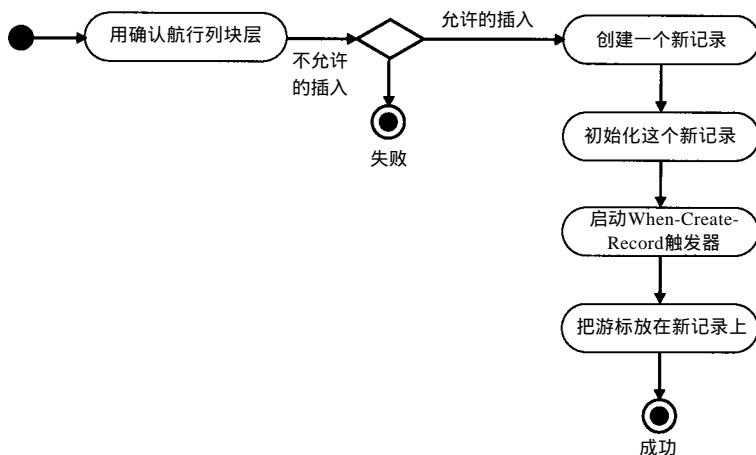 用确认航行列块层
不允许
的插入
允许的插入
失败
创建一个新记录
初始化这个新记录
启动When-Create-
Record触发器
把游标放在新记录上
成功